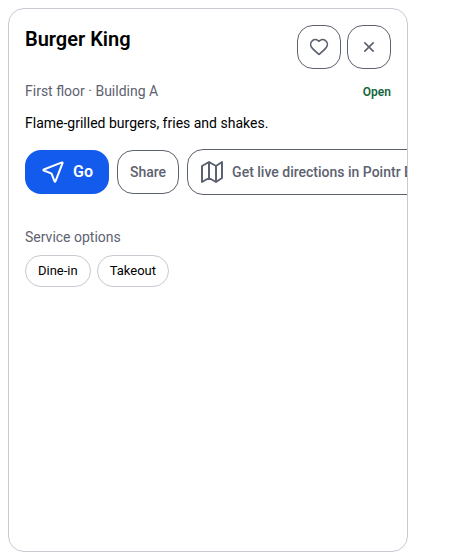 Burger King
First floor · Building A
Open
Flame-grilled burgers, fries and shakes.
Go
Share
Get live directions in Pointr
Service options
Dine-in
Takeout